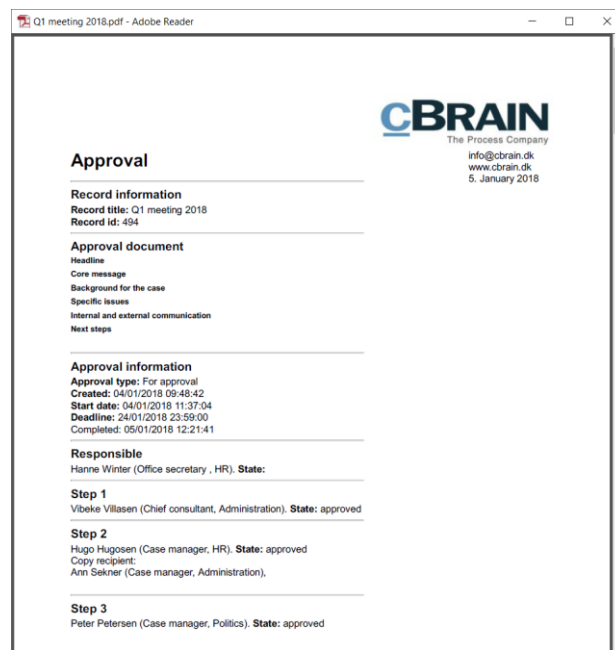 Q1 meeting 2018.pdf - Adobe Reader
CBRAIN
The Process Company
info@cbrain.dk
www.cbrain.dk
5. January 2018
Approval
Record information
Record title: Q1 meeting 2018
Record id: 494
Approval document
Headline
Core message
Background for the case
Specific issues
Internal and external communication
Next steps
Approval information
Approval type: For approval
Created: 04/01/2018 09:48:42
Start date: 04/01/2018 11:37:04
Deadline: 24/01/2018 23:59:00
Completed: 05/01/2018 12:21:41
Responsible
Hanne Winter (Office secretary , HR). State:
Step 1
Vibeke Villasen (Chief consultant, Administration). State: approved
Step 2
Hugo Hugosen (Case manager, HR). State: approved
Copy recipient:
Ann Sekner (Case manager, Administration),
Step 3
Peter Petersen (Case manager, Politics). State: approved